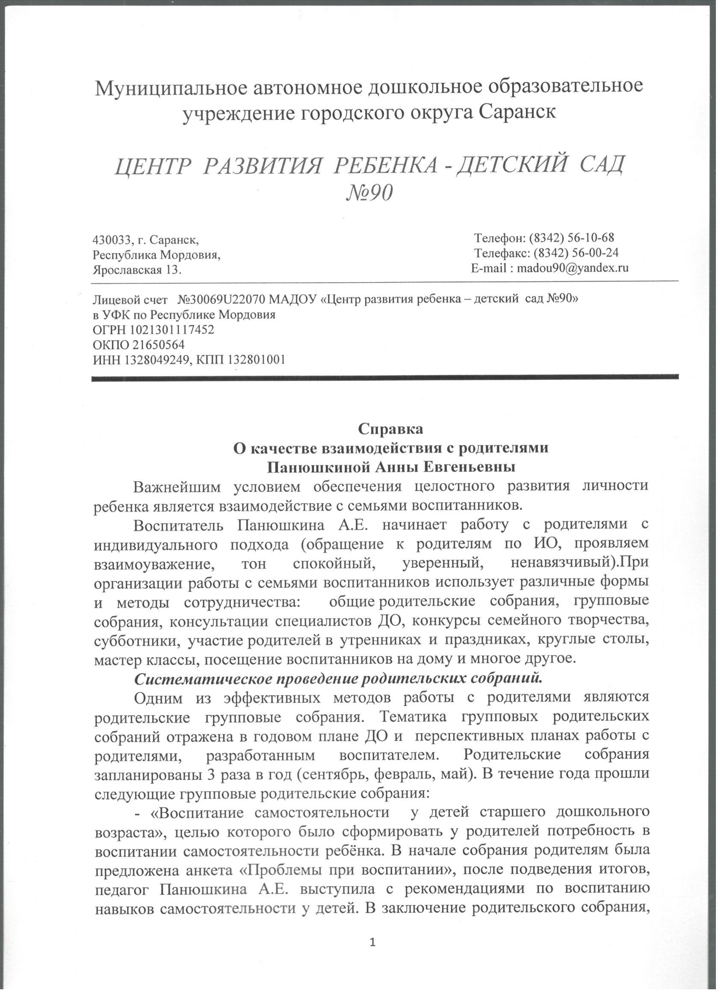 Муниципальное автономное дошкольное образовательное
учреждение городского округа Саранск
ЦЕНТР РАЗВИТИЯ РЕБЕНКА - ДЕТСКИЙ САД
№90
430033, г. Саранск,
Республика Мордовия,
Ярославская 13.
Телефон: (8342) 56-10-68
Телефакс: (8342) 56-00-24
E-mail : madou90@yandex.ru
Лицевой счет №30069U22070 МАДОУ «Центр развития ребенка – детский сад №90»
в УФК по Республике Мордовия
ОГРН 1021301117452
ОКПО 21650564
ИНН 1328049249, КПП 132801001
Справка
О качестве взаимодействия с родителями
Панюшкиной Анны Евгеньевны
Важнейшим условием обеспечения целостного развития личности
ребенка является взаимодействие с семьями воспитанников.
Воспитатель Панюшкина А.Е. начинает работу с родителями с
индивидуального подхода (обращение к родителям по ИО, проявляем
взаимоуважение, тон спокойный, уверенный, ненавязчивый).При
организации работы с семьями воспитанников использует различные формы
и методы сотрудничества: общие родительские собрания, групповые
собрания, консультации специалистов ДО, конкурсы семейного творчества,
субботники, участие родителей в утренниках и праздниках, круглые столы,
мастер классы, посещение воспитанников на дому и многое другое.
Систематическое проведение родительских собраний.
Одним из эффективных методов работы с родителями являются
родительские групповые собрания. Тематика групповых родительских
собраний отражена в годовом плане ДО и перспективных планах работы с
родителями, разработанным воспитателем. Родительские собрания
запланированы 3 раза в год (сентябрь, февраль, май). В течение года прошли
следующие групповые родительские собрания:
- «Воспитание самостоятельности у детей старшего дошкольного
возраста», целью которого было сформировать у родителей потребность в
воспитании самостоятельности ребёнка. В начале собрания родителям была
предложена анкета «Проблемы при воспитании», после подведения итогов,
педагог Панюшкина А.Е. выступила с рекомендациями по воспитанию
навыков самостоятельности у детей. В заключение родительского собрания,
1